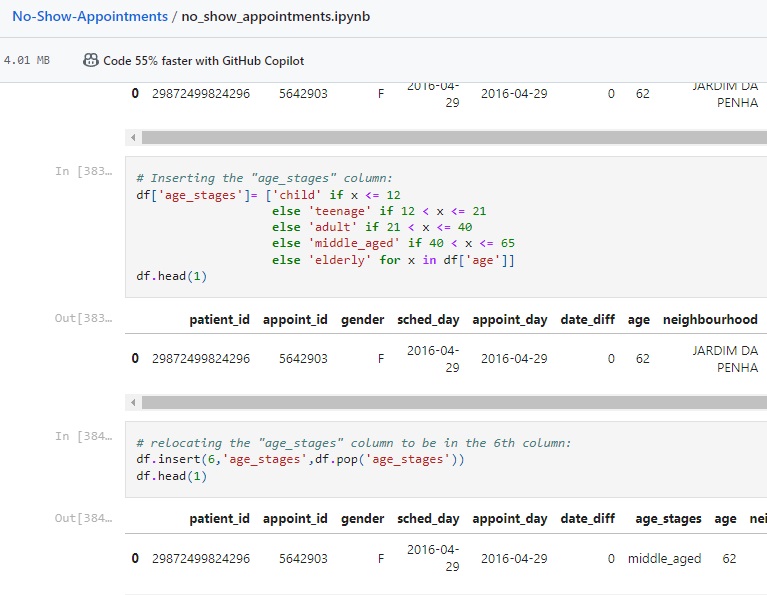 No-Show-Appointments / no_show_appointments.ipynb
4.01 MB Code 55% faster with GitHub Copilot
0 29872499824296 5642903 F 2016-04-29 2016-04-29 0 62 JARDIM DA PENHA
In [383…
# Inserting the "age_stages" column:
df['age_stages']= ['child' if x <= 12
else 'teenage' if 12 < x <= 21
else 'adult' if 21 < x <= 40
else 'middle_aged' if 40 < x <= 65
else 'elderly' for x in df['age']]
df.head(1)
Out[383…
patient_id appoint_id gender sched_day appoint_day date_diff age neighbourhood
0 29872499824296 5642903 F 2016-04-29 2016-04-29 0 62 JARDIM DA PENHA
In [384…
# relocating the "age_stages" column to be in the 6th column:
df.insert(6,'age_stages',df.pop('age_stages'))
df.head(1)
Out[384…
patient_id appoint_id gender sched_day appoint_day date_diff age_stages age nei
0 29872499824296 5642903 F 2016-04-29 2016-04-29 0 middle_aged 62